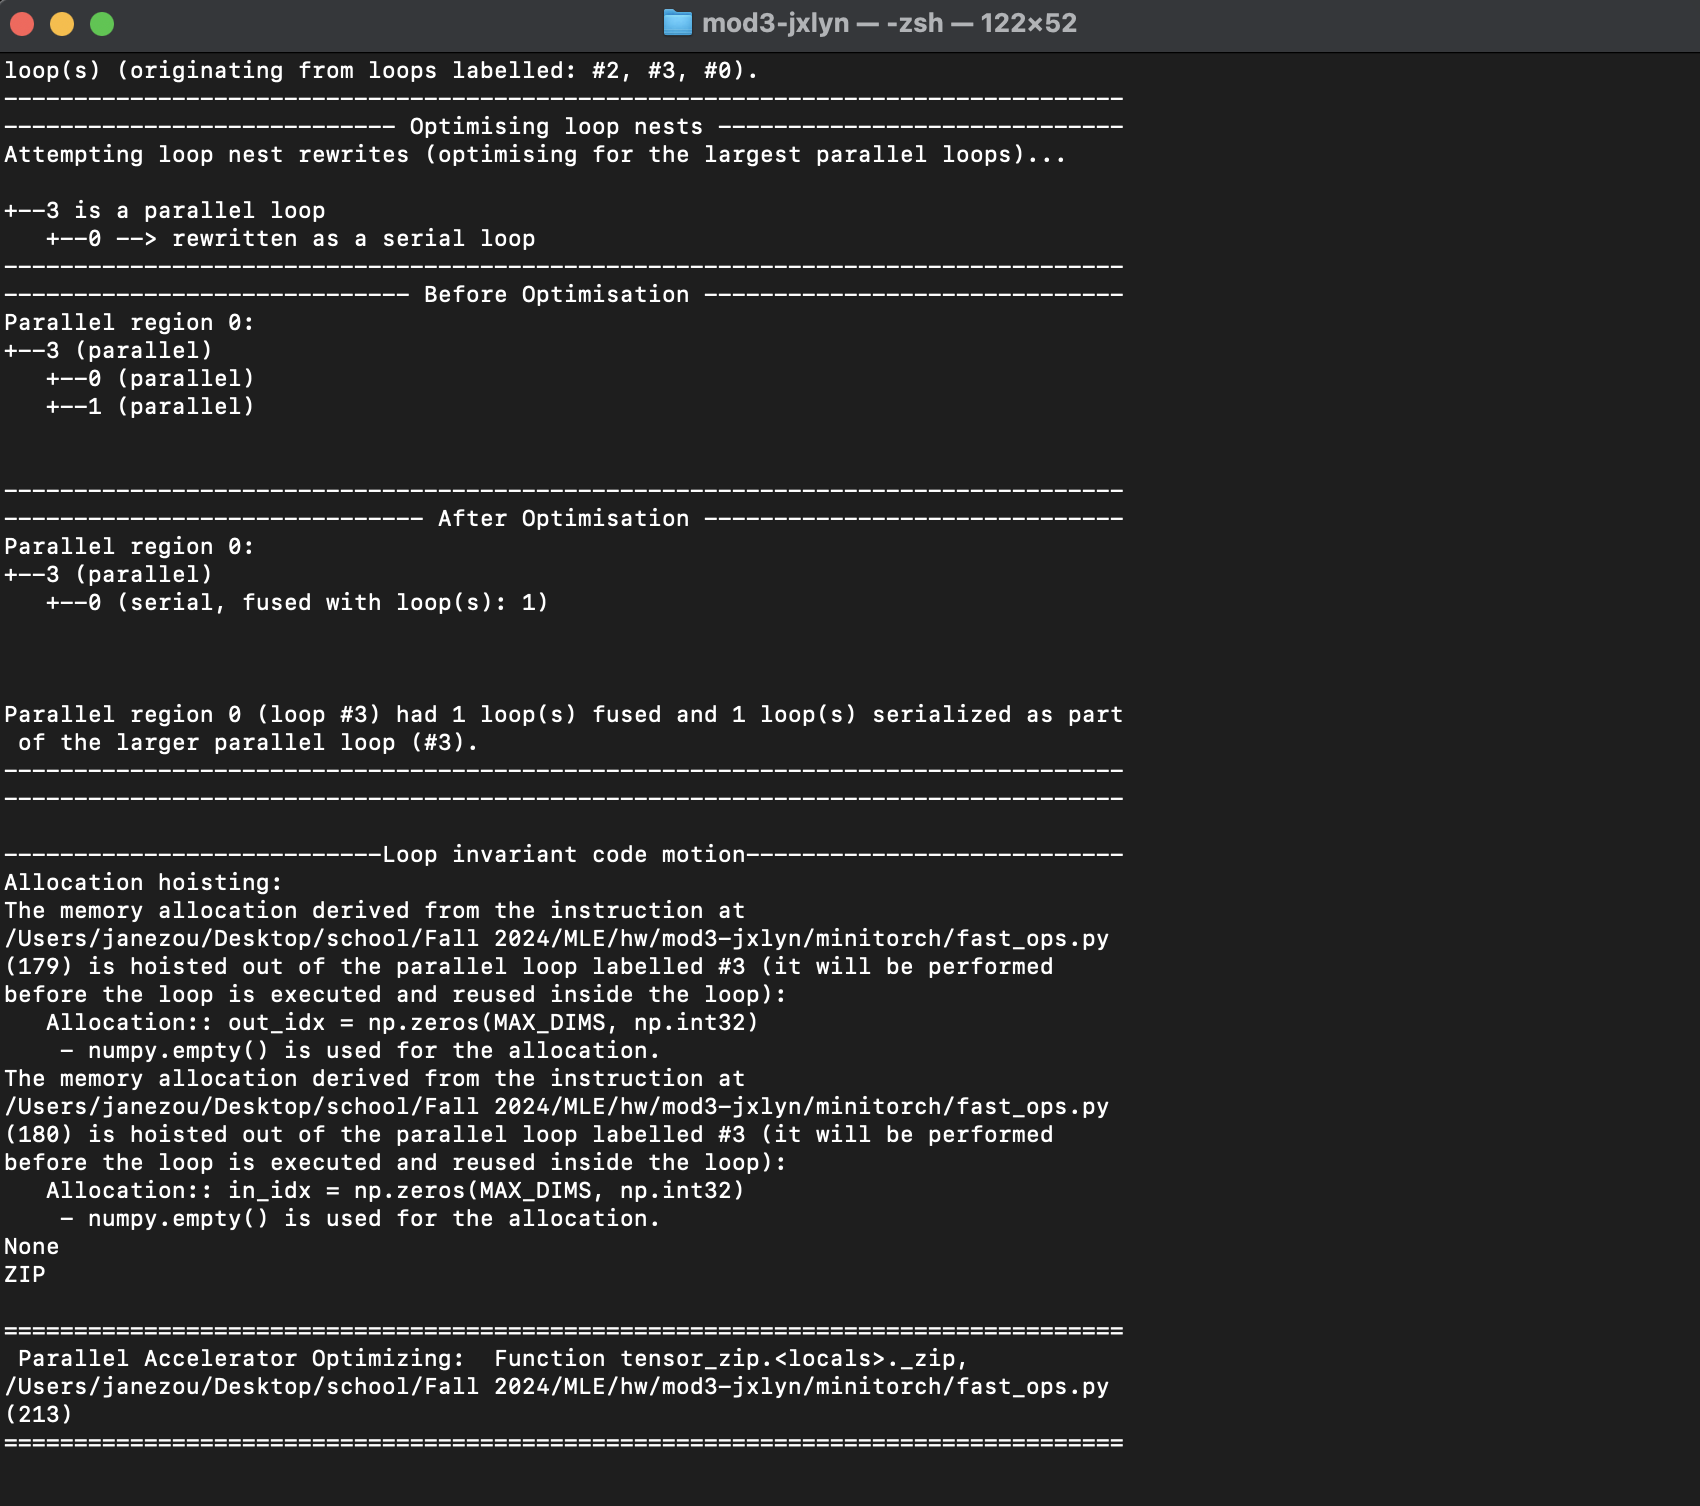 mod3-jxlyn — -zsh — 122×52
loop(s) (originating from loops labelled: #2, #3, #0).
--------------------------------------------------------------------------------
---------------------------- Optimising loop nests -----------------------------
Attempting loop nest rewrites (optimising for the largest parallel loops)...
+--3 is a parallel loop
   +--0 --> rewritten as a serial loop
--------------------------------------------------------------------------------
----------------------------- Before Optimisation ------------------------------
Parallel region 0:
+--3 (parallel)
   +--0 (parallel)
   +--1 (parallel)
--------------------------------------------------------------------------------
------------------------------ After Optimisation ------------------------------
Parallel region 0:
+--3 (parallel)
   +--0 (serial, fused with loop(s): 1)
Parallel region 0 (loop #3) had 1 loop(s) fused and 1 loop(s) serialized as part
 of the larger parallel loop (#3).
--------------------------------------------------------------------------------
--------------------------------------------------------------------------------
---------------------------Loop invariant code motion---------------------------
Allocation hoisting:
The memory allocation derived from the instruction at
/Users/janezou/Desktop/school/Fall 2024/MLE/hw/mod3-jxlyn/minitorch/fast_ops.py
(179) is hoisted out of the parallel loop labelled #3 (it will be performed
before the loop is executed and reused inside the loop):
   Allocation:: out_idx = np.zeros(MAX_DIMS, np.int32)
    - numpy.empty() is used for the allocation.
The memory allocation derived from the instruction at
/Users/janezou/Desktop/school/Fall 2024/MLE/hw/mod3-jxlyn/minitorch/fast_ops.py
(180) is hoisted out of the parallel loop labelled #3 (it will be performed
before the loop is executed and reused inside the loop):
   Allocation:: in_idx = np.zeros(MAX_DIMS, np.int32)
    - numpy.empty() is used for the allocation.
None
ZIP
================================================================================
 Parallel Accelerator Optimizing:  Function tensor_zip.<locals>._zip,
/Users/janezou/Desktop/school/Fall 2024/MLE/hw/mod3-jxlyn/minitorch/fast_ops.py
(213)
================================================================================